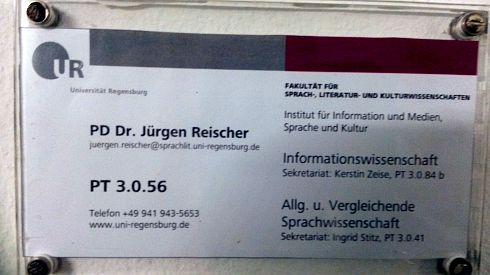 UR
Universität Regensburg
FAKULTÄT FÜR
SPRACH-, LITERATUR- UND KULTURWISSENSCHAFTEN
Institut für Information und Medien,
Sprache und Kultur
PD Dr. Jürgen Reischer
juergen.reischer@sprachlit.uni-regensburg.de
Informationswissenschaft
Sekretariat: Kerstin Zeise, PT 3.0.84 b
PT 3.0.56
Allg. u. Vergleichende
Sprachwissenschaft
Sekretariat: Ingrid Stitz, PT 3.0.41
Telefon +49 941 943-5653
www.uni-regensburg.de